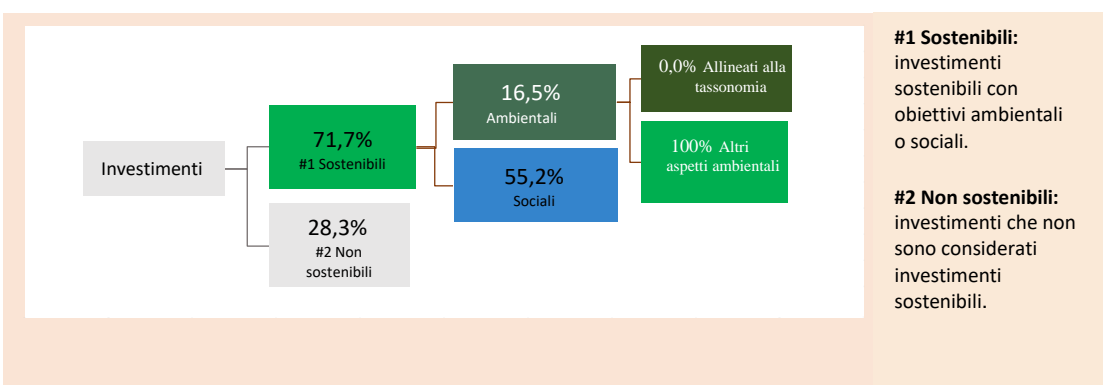 Investimenti
71,7%
#1 Sostenibili
28,3%
#2 Non
sostenibili
16,5%
Ambientali
55,2%
Sociali
0,0% Allineati alla
tassonomia
100% Altri
aspetti ambientali
#1 Sostenibili:
investimenti
sostenibili con
obiettivi ambientali
o sociali.
#2 Non sostenibili:
investimenti che non
sono considerati
investimenti
sostenibili.